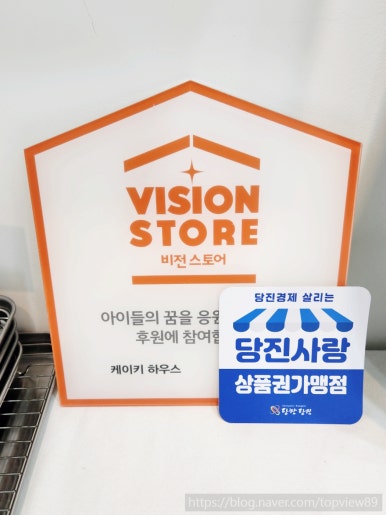 VISION
STORE
비전 스토어
아이들의 꿈을 응원
후원에 참여합
케이키 하우스
당진경제 살리는
당진사랑
상품권가맹점
https://blog.naver.com/topview89